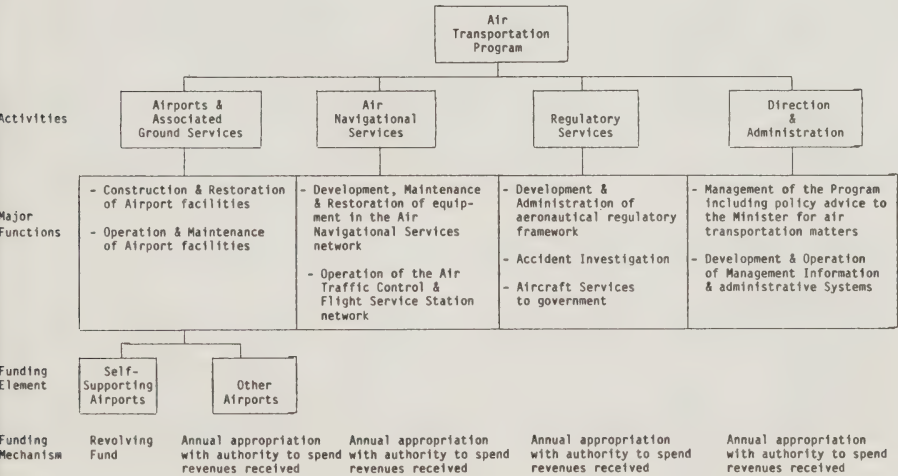 Air
Transportation
Program
Activities
Airports &
Associated
Ground Services
Air
Navigational
Services
Regulatory
Services
Direction
&
Administration
Major
Functions
- Construction & Restoration
of Airport facilities
- Operation & Maintenance
of Airport facilities
- Development, Maintenance
& Restoration of equip-
ment in the Air
Navigational Services
network
- Operation of the Air
Traffic Control &
Flight Service Station
network
- Development &
Administration of
aeronautical regulatory
framework
- Accident Investigation
- Aircraft Services
to government
- Management of the Program
including policy advice to
the Minister for air
transportation matters
- Development & Operation
of Management Information
& administrative Systems
Funding
Element
Self-
Supporting
Airports
Other
Airports
Funding
Mechanism
Revolving
Fund
Annual appropriation
with authority to spend
revenues received
Annual appropriation
with authority to spend
revenues received
Annual appropriation
with authority to spend
revenues received
Annual appropriation
with authority to spend
revenues received